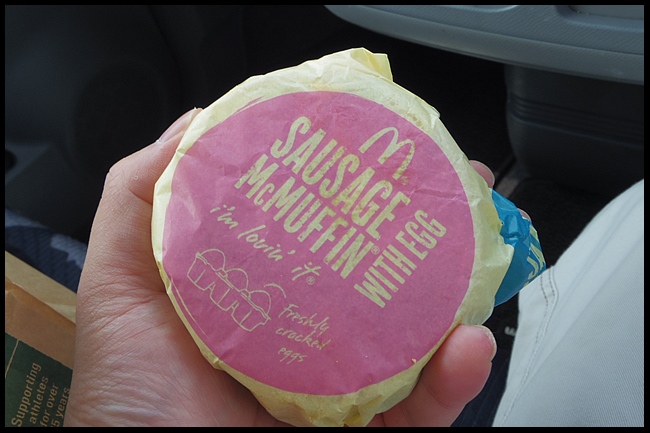 SAUSAGE
McMUFFIN®
WITH EGG
i'm lovin' it®
Freshly
cracked
eggs
Supporting
athletes
for over
years